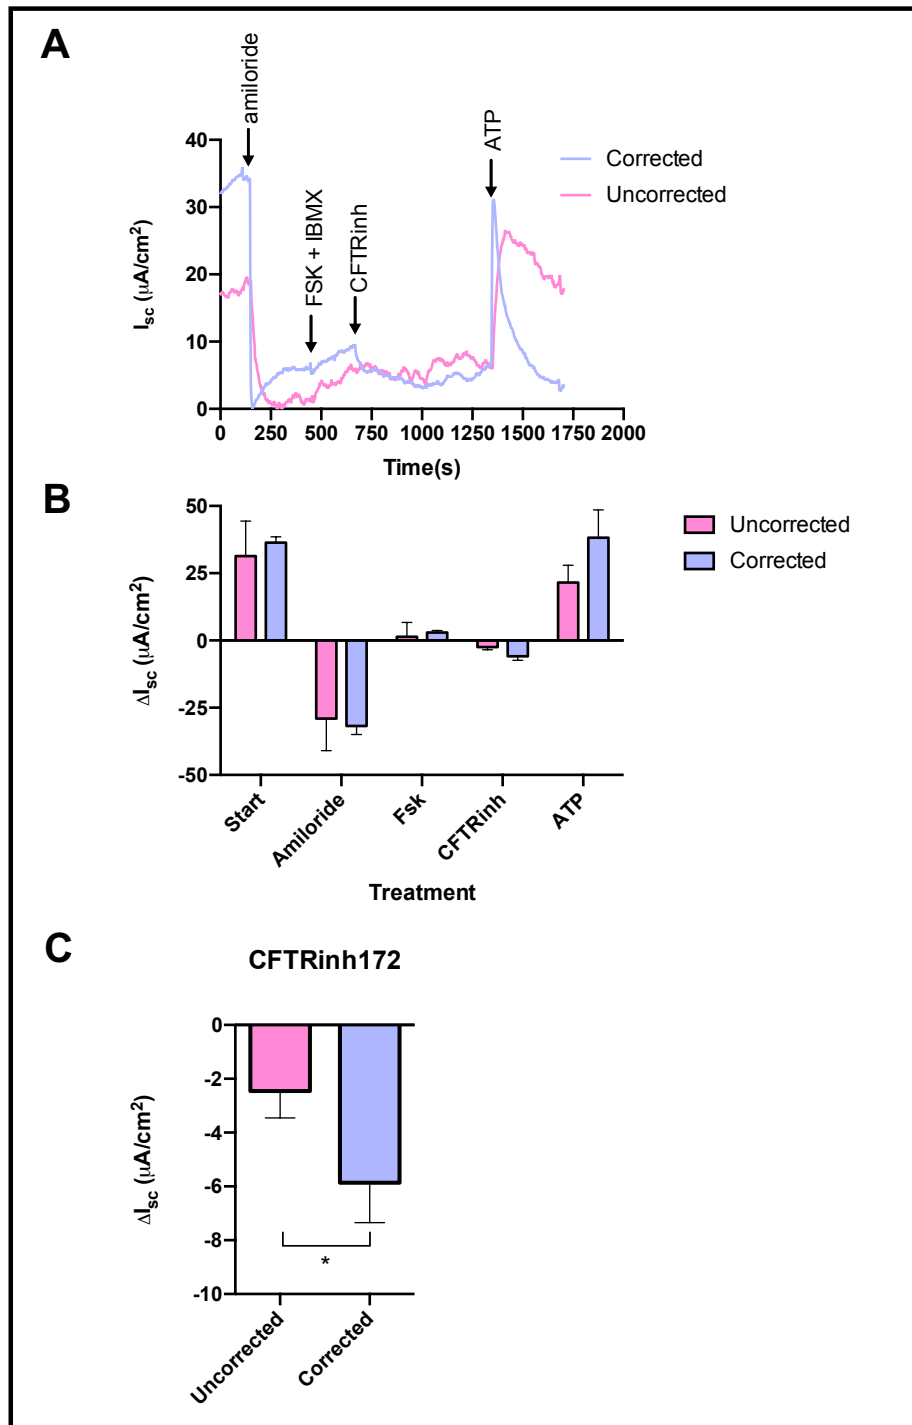 A
amiloride
FSK + IBMX
CFTRinh
ATP
Corrected
Uncorrected
40
30
20
10
0
Isc (µA/cm²)
0 250 500 750 1000 1250 1500 1750 2000
Time(s)
B
Uncorrected
Corrected
50
25
0
-25
-50
ΔIsc (µA/cm²)
Start
Amiloride
Fsk
CFTRinh
ATP
Treatment
C
CFTRinh172
0
-2
-4
-6
-8
-10
ΔIsc (µA/cm²)
*
Uncorrected
Corrected